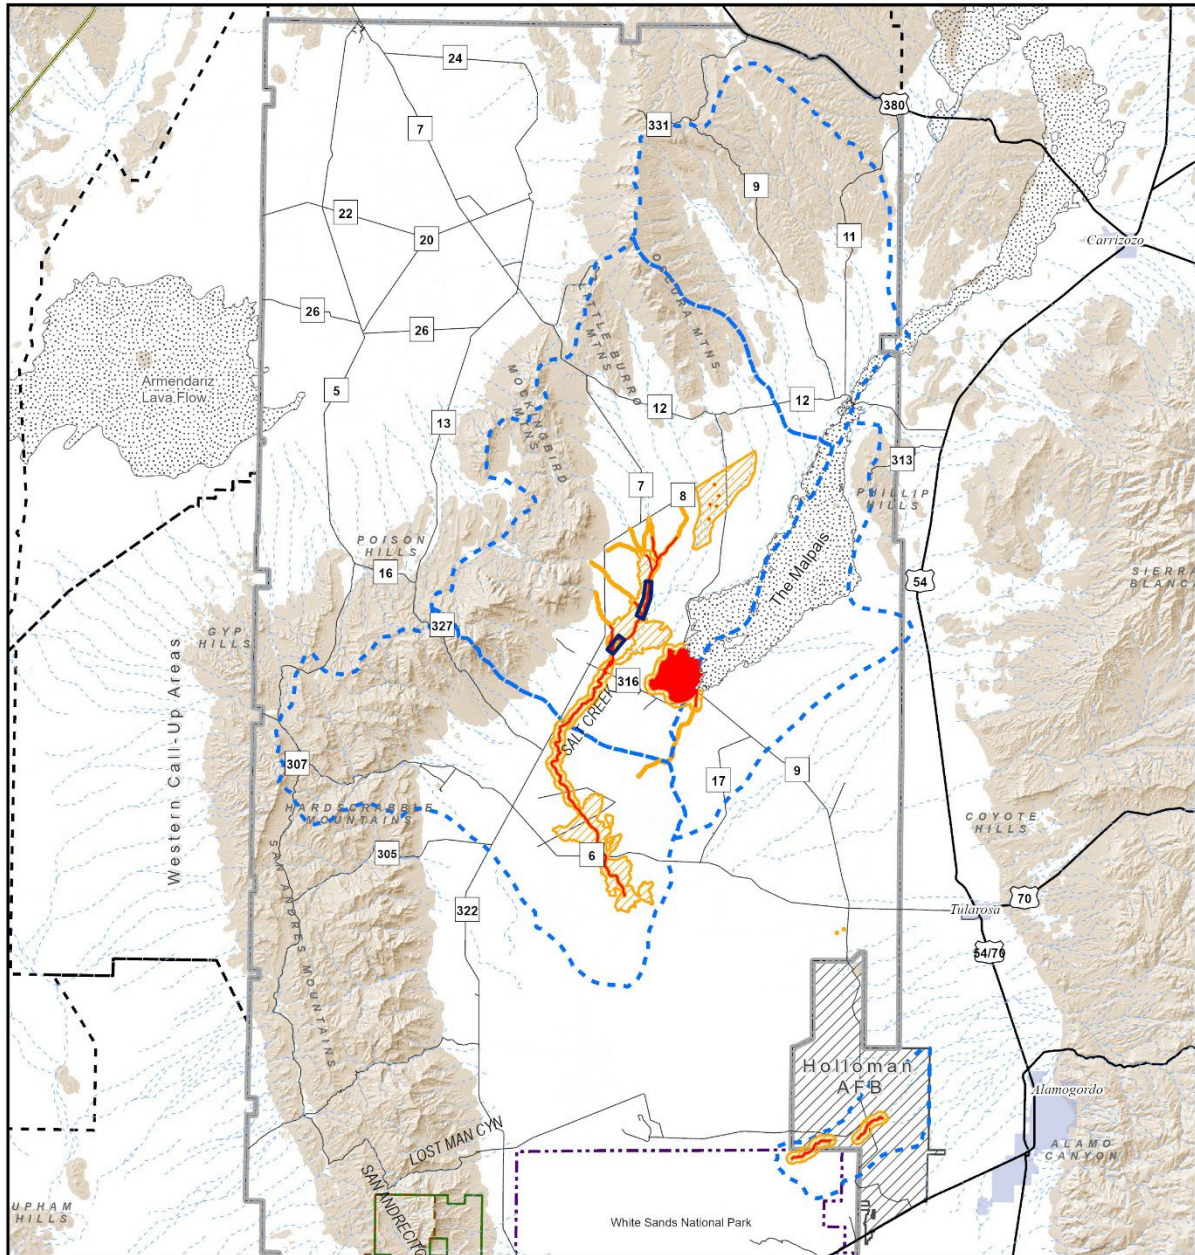 24
7
331
380
9
22
20
11
Carrizozo
OSCURA MTNS
LITTLE BURRO
MTNS
26
26
Armendariz
Lava Flow
5
MOCKINGBIRD
MTNS
12
12
13
313
PHILLIP
HILLS
7
8
POISON
HILLS
16
54
The Malpais
SIERRA
BLANCA
GYP
HILLS
327
Western Call-Up Areas
316
SALT CREEK
307
17
9
HARDSCRABBLE
MOUNTAINS
COYOTE
HILLS
305
6
SAN ANDRES MOUNTAINS
322
70
Tularosa
54/70
Holloman
AFB
Alamogordo
LOST MAN CYN
ALAMO
CANYON
SAN ANDRECITO
UPHAM
HILLS
White Sands National Park